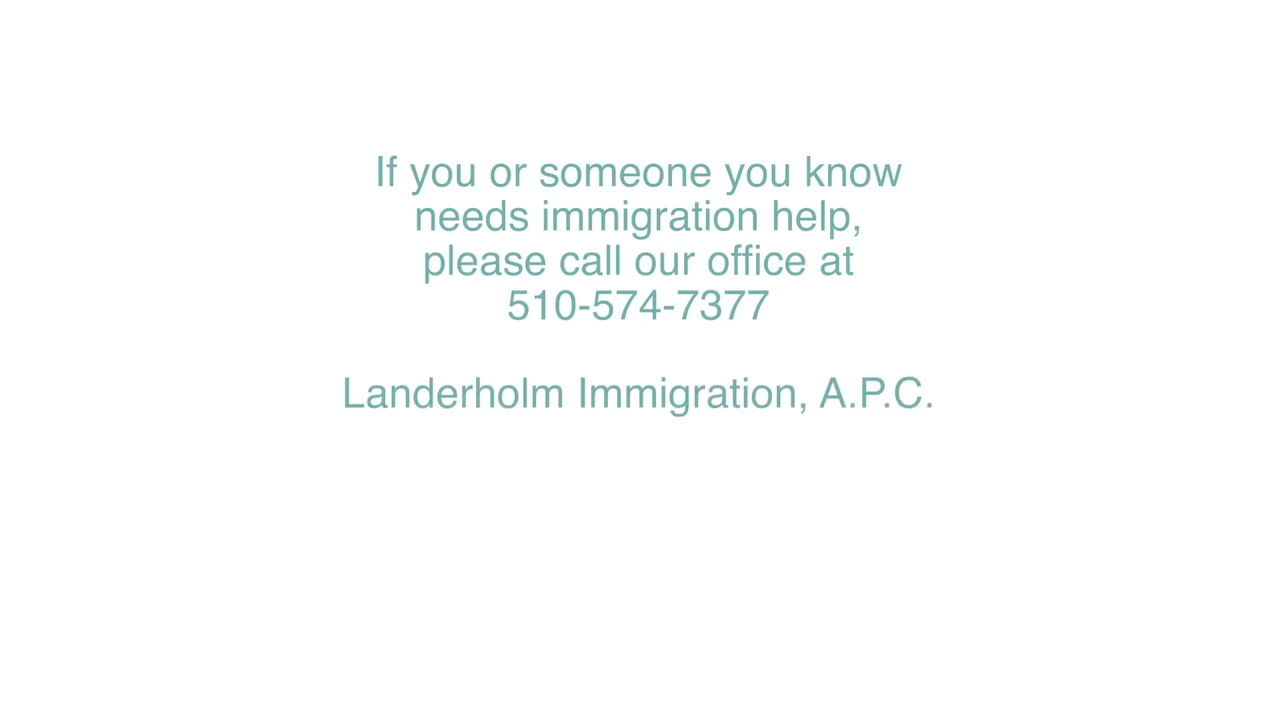 If you or someone you know
needs immigration help,
please call our office at
510-574-7377
Landerholm Immigration, A.P.C.